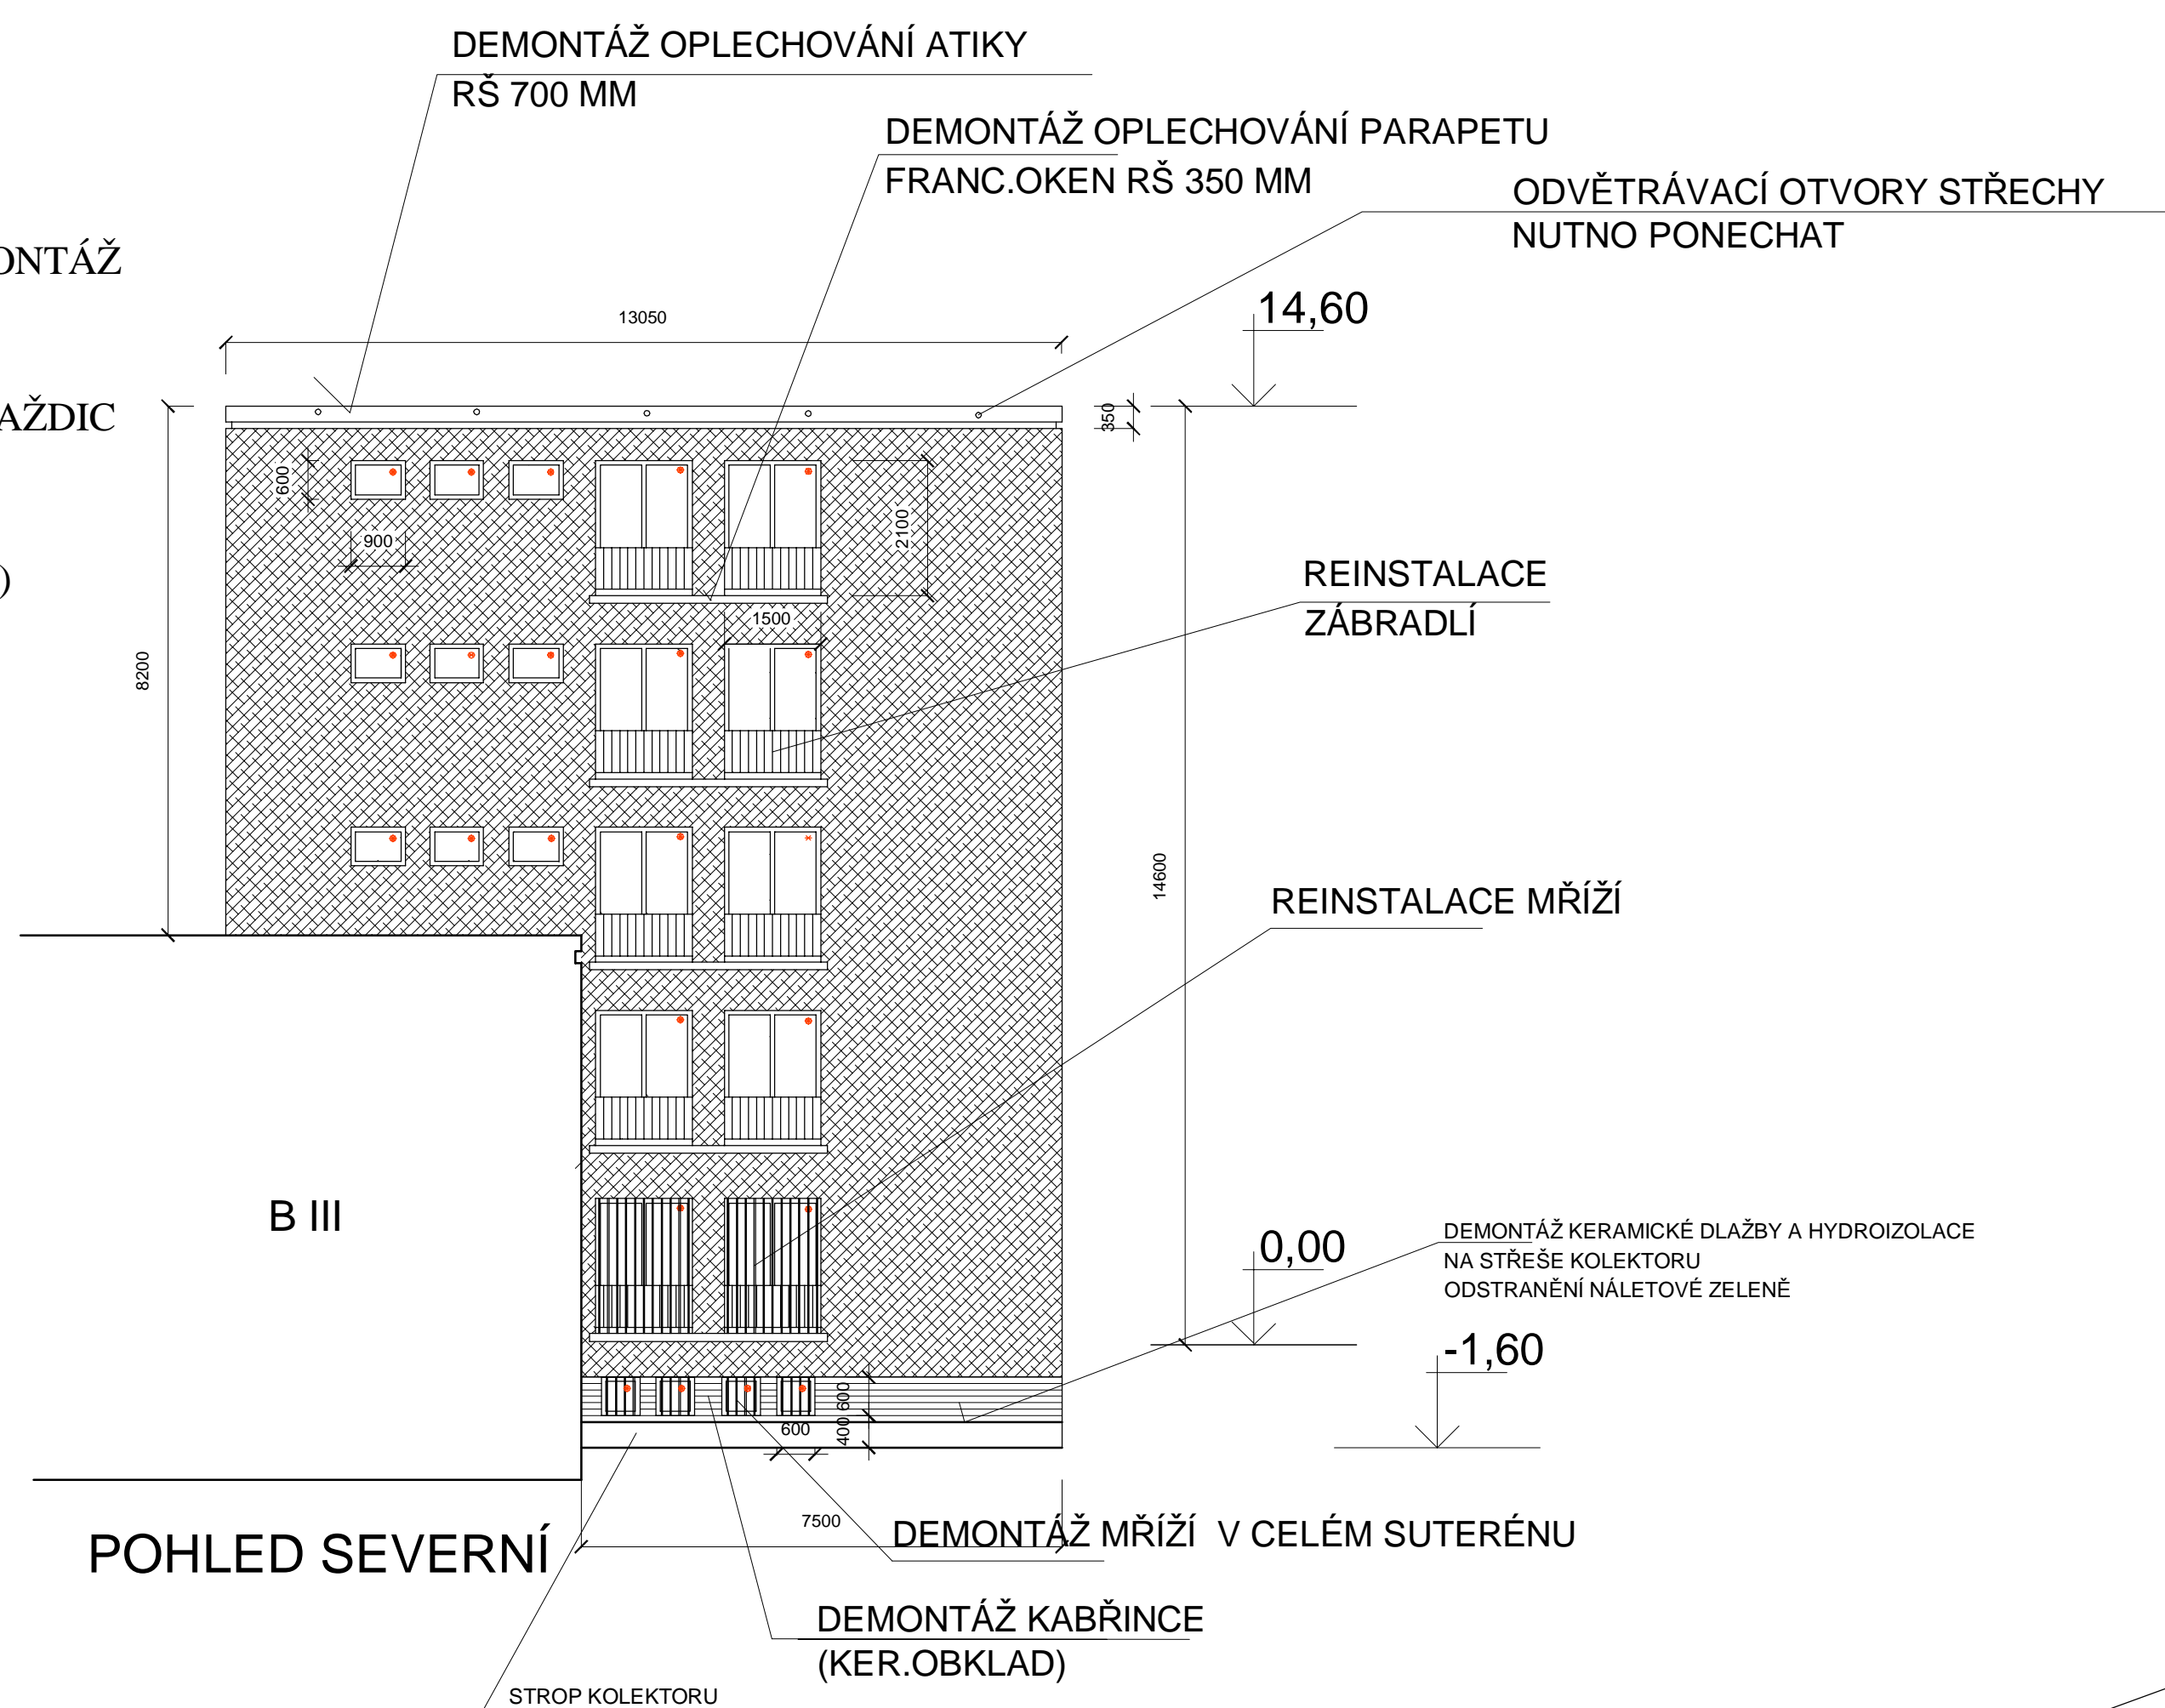 DEMONTÁŽ OPLECHOVÁNÍ ATIKY
RŠ 700 MM
DEMONTÁŽ OPLECHOVÁNÍ PARAPETU
FRANC.OKEN RŠ 350 MM
ODVĚTRÁVACÍ OTVORY STŘECHY
NUTNO PONECHAT
ONTÁŽ
14,60
13050
AŽDIC
350
600
2100
900
)
REINSTALACE
ZÁBRADLÍ
1500
8200
14600
REINSTALACE MŘÍŽÍ
B III
0,00
DEMONTÁŽ KERAMICKÉ DLAŽBY A HYDROIZOLACE
NA STŘEŠE KOLEKTORU
ODSTRANĚNÍ NÁLETOVÉ ZELENĚ
-1,60
600
400
600
7500
DEMONTÁŽ MŘÍŽÍ V CELÉM SUTERÉNU
POHLED SEVERNÍ
DEMONTÁŽ KABŘINCE
(KER.OBKLAD)
STROP KOLEKTORU